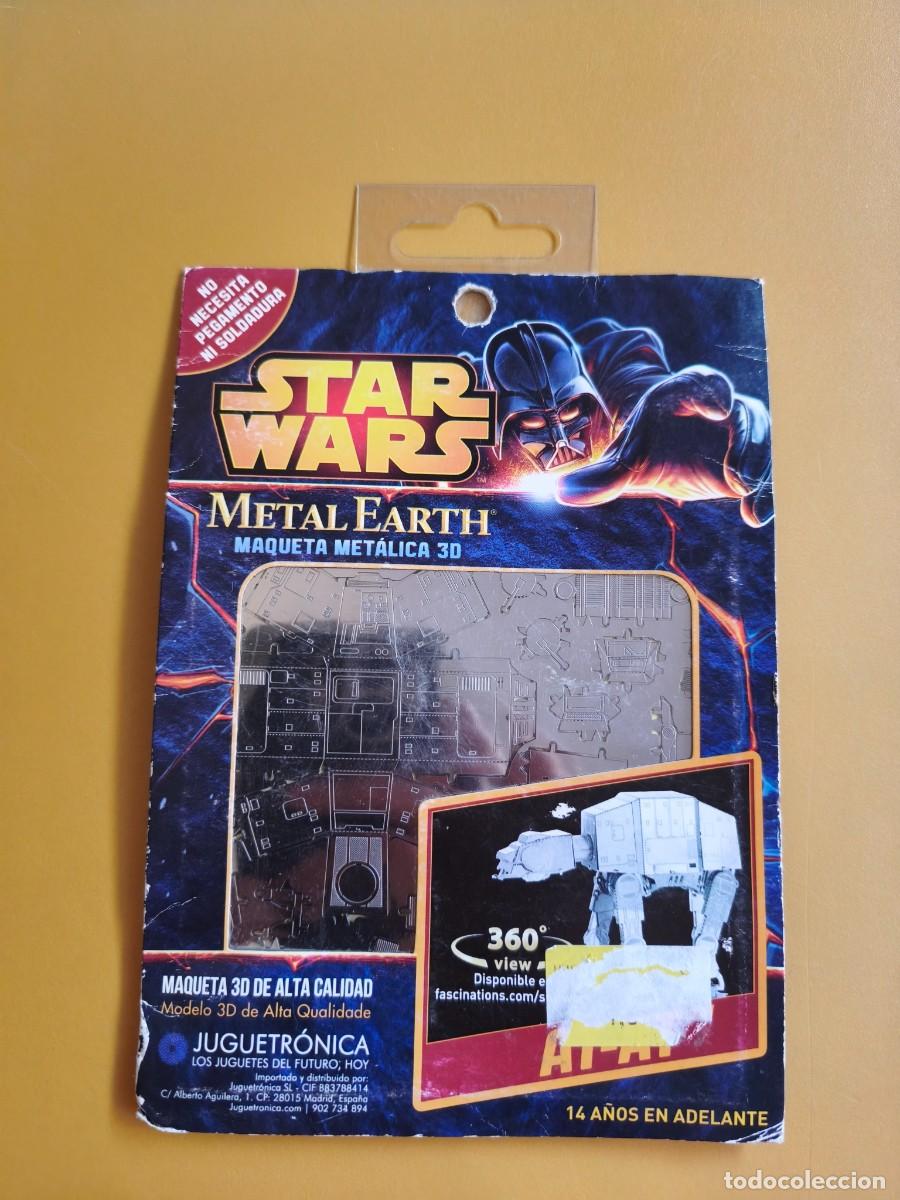 NO
NECESITA
PEGAMENTO
NI SOLDADURA
STAR
WARS
METAL EARTH®
MAQUETA METÁLICA 3D
360°
view
Disponible e
fascinations.com/s
AT-AT
MAQUETA 3D DE ALTA CALIDAD
Modelo 3D de Alta Qualidade
JUGUETRÓNICA
LOS JUGUETES DEL FUTURO, HOY
Importado y distribuido por:
Juguetrónica SL - CIF B83788414
C/ Alberto Aguilera, 1. CP: 28015 Madrid, España
Juguetronica.com | 902 734 894
14 AÑOS EN ADELANTE
todocoleccion